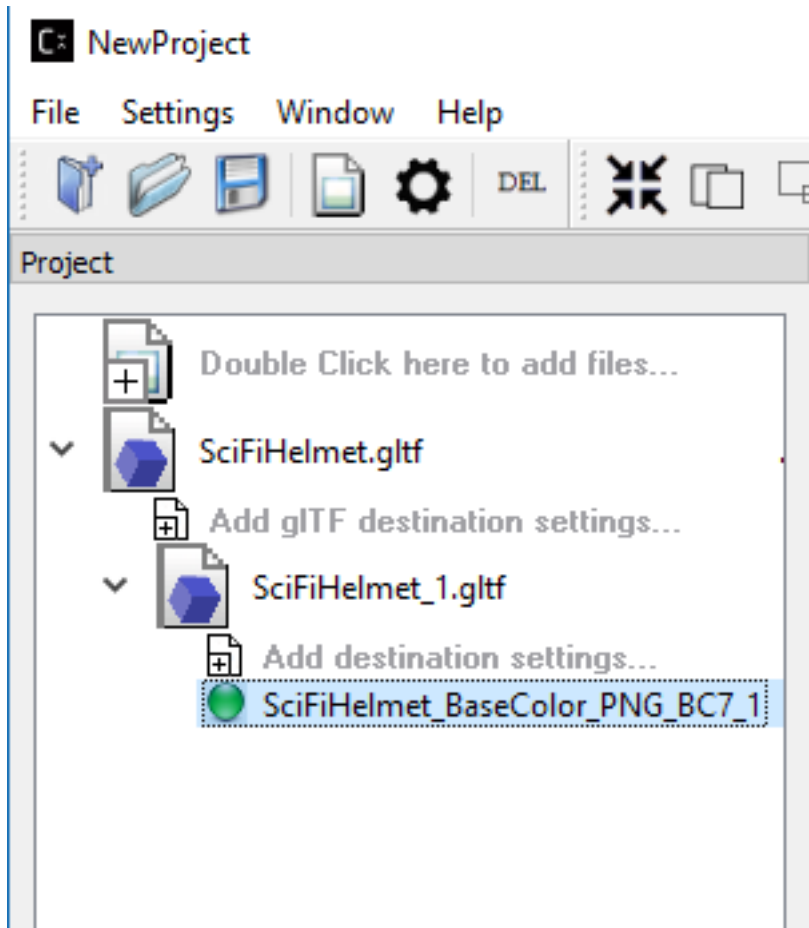 NewProject
File Settings Window Help
DEL
Project
Double Click here to add files...
SciFiHelmet.gltf
Add glTF destination settings...
SciFiHelmet_1.gltf
Add destination settings...
SciFiHelmet_BaseColor_PNG_BC7_1